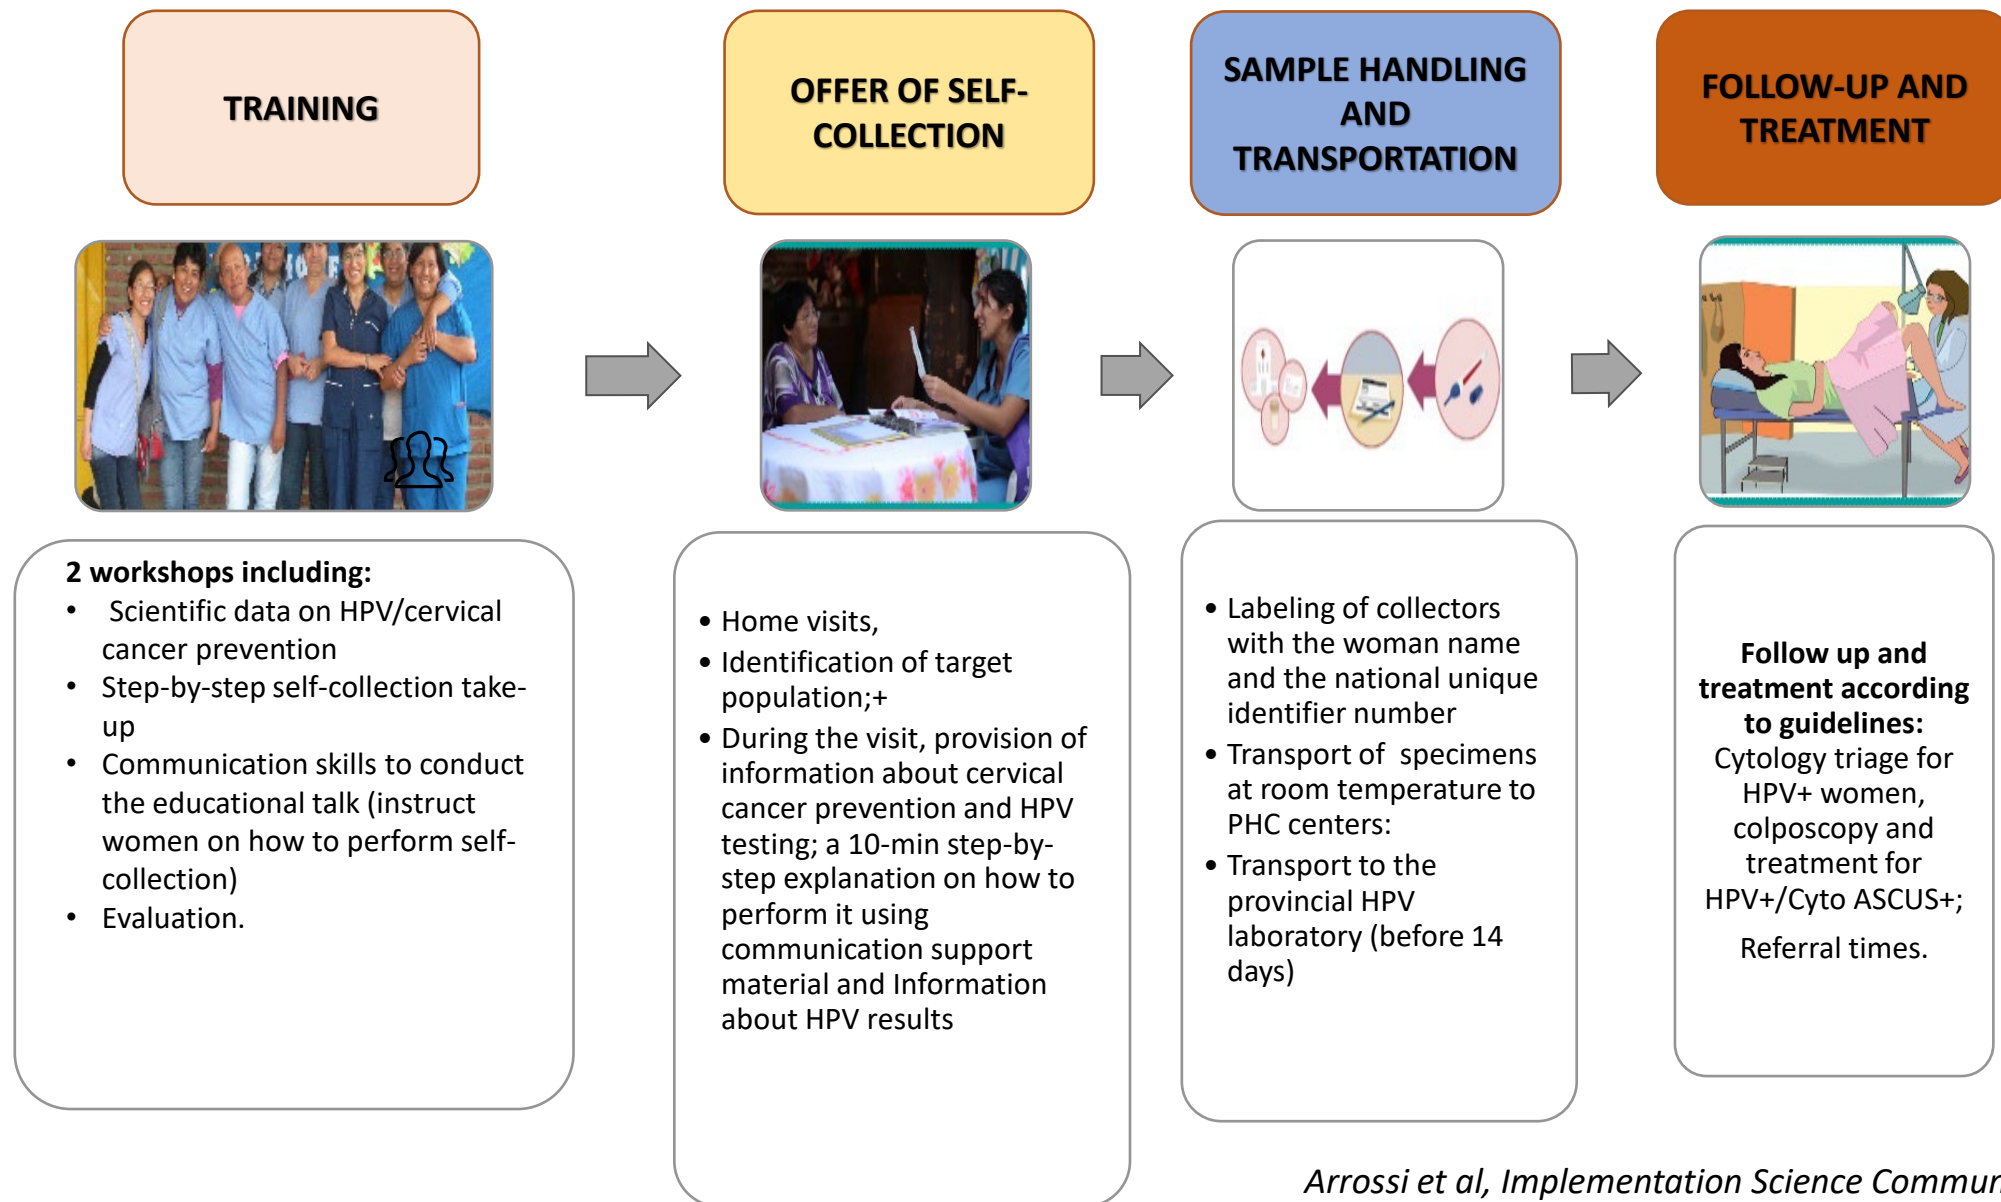 TRAINING
OFFER OF SELF-
COLLECTION
SAMPLE HANDLING
AND
TRANSPORTATION
FOLLOW-UP AND
TREATMENT
2 workshops including:
• Scientific data on HPV/cervical
cancer prevention
• Step-by-step self-collection take-
up
• Communication skills to conduct
the educational talk (instruct
women on how to perform self-
collection)
• Evaluation.
• Home visits,
• Identification of target
population;+
• During the visit, provision of
information about cervical
cancer prevention and HPV
testing; a 10-min step-by-
step explanation on how to
perform it using
communication support
material and Information
about HPV results
• Labeling of collectors
with the woman name
and the national unique
identifier number
• Transport of specimens
at room temperature to
PHC centers:
• Transport to the
provincial HPV
laboratory (before 14
days)
Follow up and
treatment according
to guidelines:
Cytology triage for
HPV+ women,
colposcopy and
treatment for
HPV+/Cyto ASCUS+;
Referral times.
Arrossi et al, Implementation Science Commun